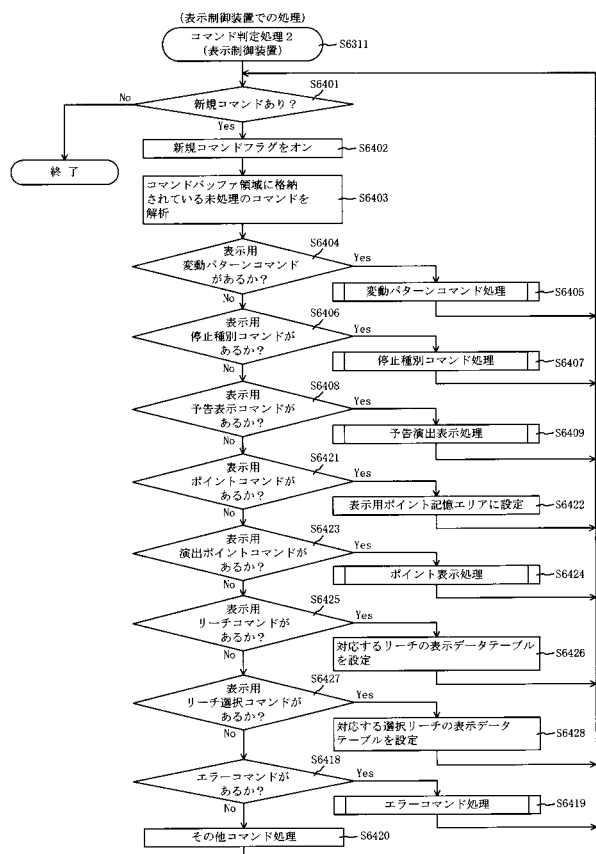 (表示制御装置での処理)
コマンド判定処理2
(表示制御装置)
S6311
S6401
新規コマンドあり?
No
Yes
終了
新規コマンドフラグをオン
S6402
コマンドバッファ領域に格納
されている未処理のコマンドを
解析
S6403
S6404
表示用
変動パターンコマンド
があるか?
Yes
No
変動パターンコマンド処理
S6405
S6406
表示用
停止種別コマンドが
あるか?
Yes
No
停止種別コマンド処理
S6407
S6408
表示用
予告表示コマンドが
あるか?
Yes
No
予告演出表示処理
S6409
S6421
表示用
ポイントコマンド
があるか?
Yes
No
表示用ポイント記憶エリアに設定
S6422
S6423
表示用
演出ポイントコマンドが
あるか?
Yes
No
ポイント表示処理
S6424
S6425
表示用
リーチコマンドが
あるか?
Yes
No
対応するリーチの表示データテーブル
を設定
S6426
S6427
表示用
リーチ選択コマンドが
あるか?
Yes
No
対応する選択リーチの表示データ
テーブルを設定
S6428
S6418
エラーコマンドが
あるか?
Yes
No
エラーコマンド処理
S6419
その他コマンド処理
S6420